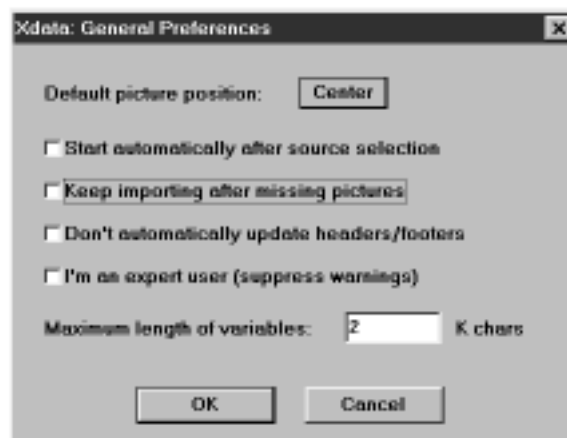 Xdata: General Preferences
Default picture position: Center
Start automatically after source selection
Keep importing after missing pictures
Don't automatically update headers/footers
I'm an expert user (suppress warnings)
Maximum length of variables: 2 K chars
OK Cancel